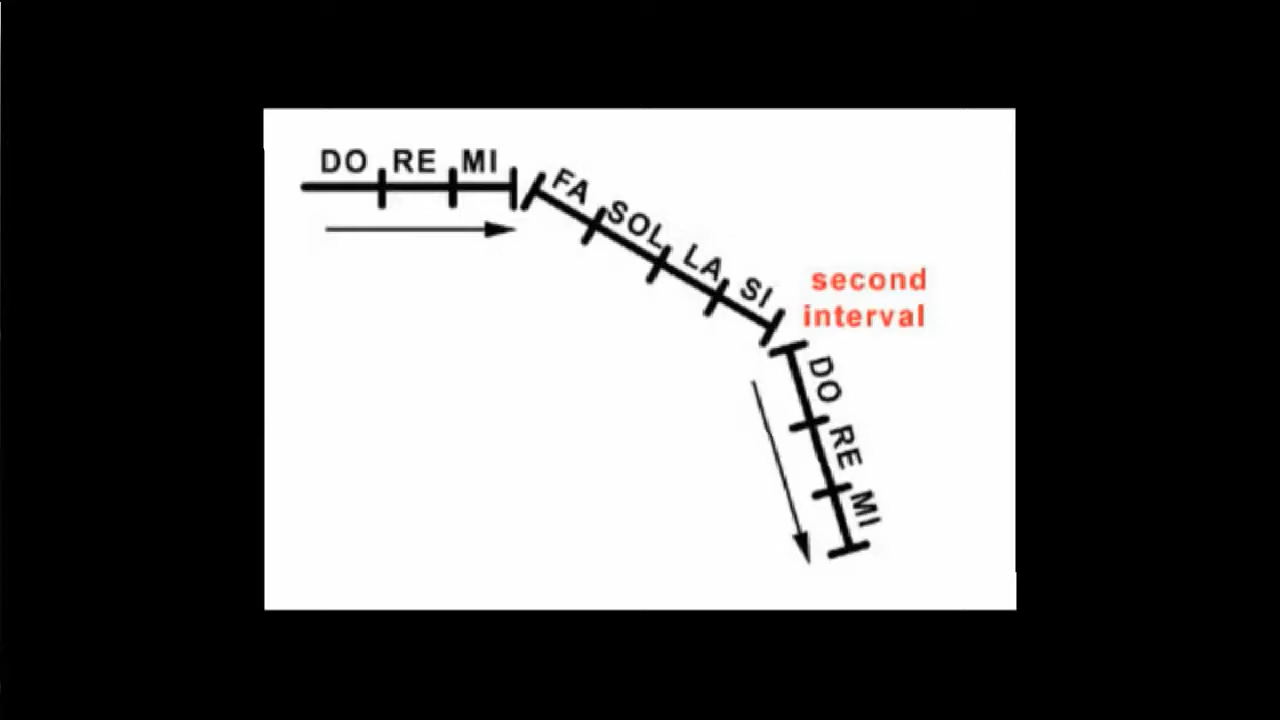 DO RE MI
FA SOL LA SI
second
interval
DO RE MI